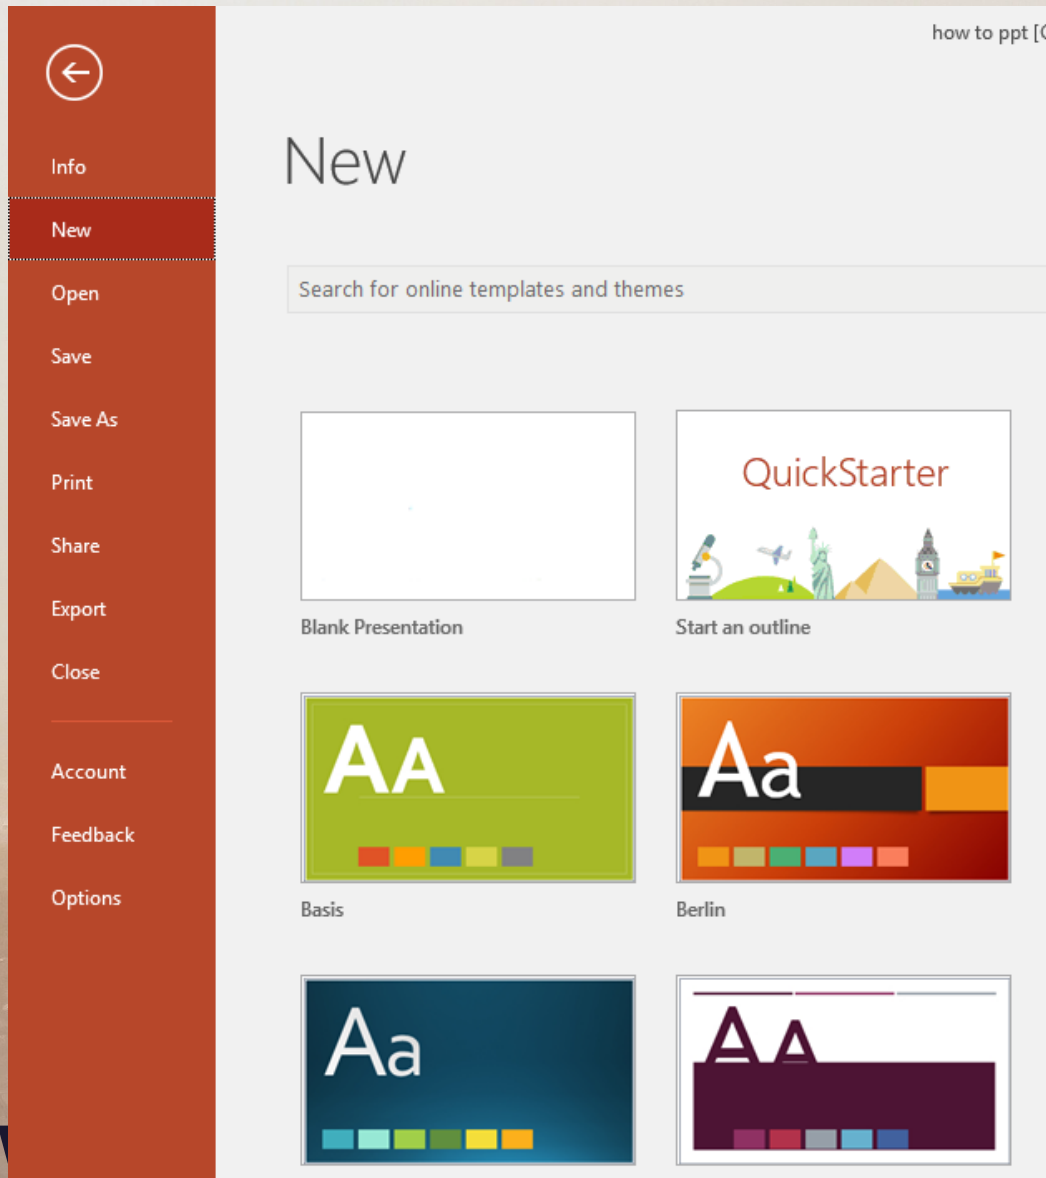 how to ppt [
New
Info
New
Open
Save
Save As
Print
Share
Export
Close
Account
Feedback
Options
Search for online templates and themes
QuickStarter
Blank Presentation
Start an outline
AA
Aa
Basis
Berlin
Aa
AA